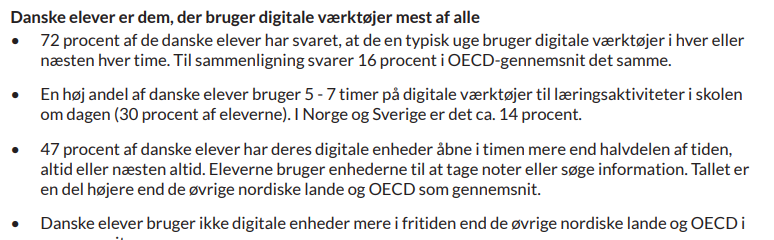 Danske elever er dem, der bruger digitale værktøjer mest af alle
• 72 procent af de danske elever har svaret, at de en typisk uge bruger digitale værktøjer i hver eller
næsten hver time. Til sammenligning svarer 16 procent i OECD-gennemsnit det samme.
• En høj andel af danske elever bruger 5 - 7 timer på digitale værktøjer til læringsaktiviteter i skolen
om dagen (30 procent af eleverne). I Norge og Sverige er det ca. 14 procent.
• 47 procent af danske elever har deres digitale enheder åbne i timen mere end halvdelen af tiden,
altid eller næsten altid. Eleverne bruger enhederne til at tage noter eller søge information. Tallet er
en del højere end de øvrige nordiske lande og OECD som gennemsnit.
• Danske elever bruger ikke digitale enheder mere i fritiden end de øvrige nordiske lande og OECD i